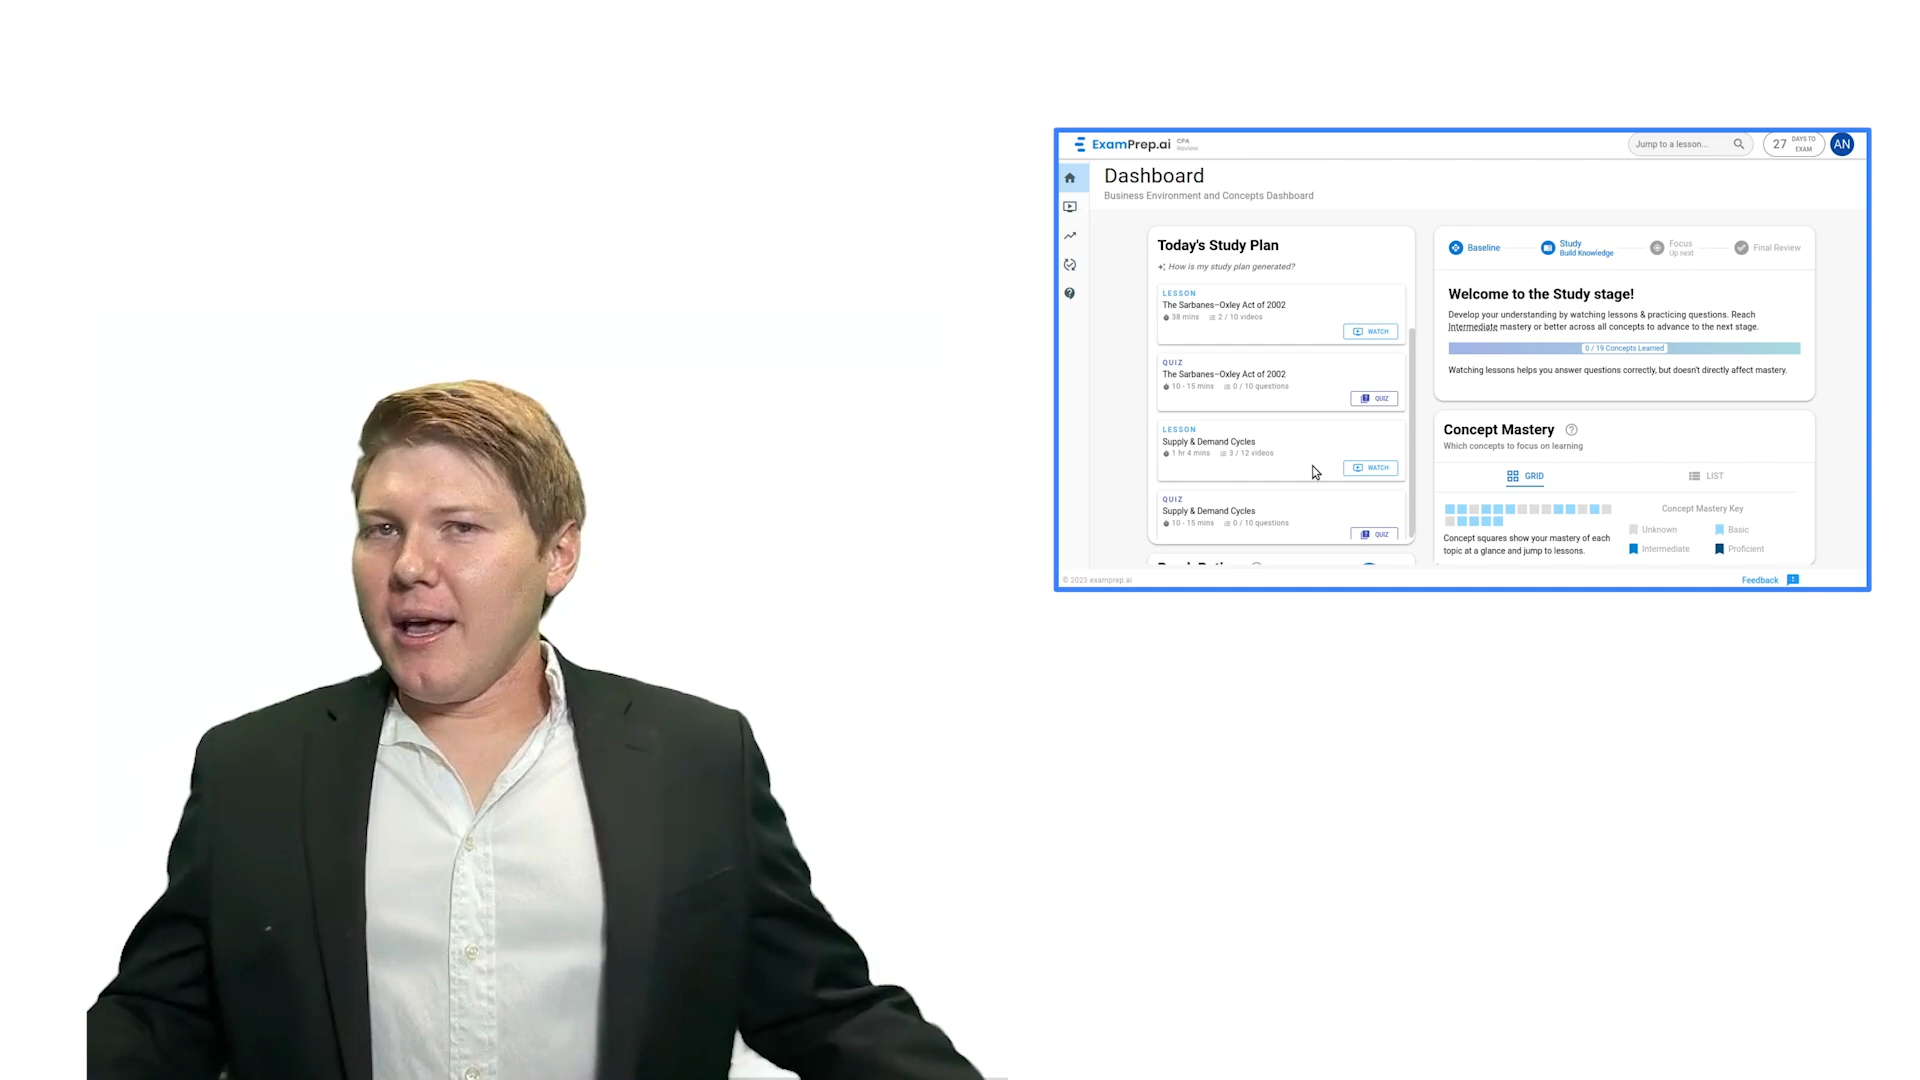 ExamPrep.ai CPA Review
Jump to a lesson...
27 DAYS TO EXAM
AN
Dashboard
Business Environment and Concepts Dashboard
Today's Study Plan
How is my study plan generated?
LESSON
The Sarbanes–Oxley Act of 2002
38 mins 2 / 10 videos
WATCH
QUIZ
The Sarbanes–Oxley Act of 2002
10 - 15 mins 0 / 10 questions
QUIZ
LESSON
Supply & Demand Cycles
1 hr 4 mins 3 / 12 videos
WATCH
QUIZ
Supply & Demand Cycles
10 - 15 mins 0 / 10 questions
QUIZ
Baseline
Study
Build Knowledge
Focus
Up next
Final Review
Welcome to the Study stage!
Develop your understanding by watching lessons & practicing questions. Reach
Intermediate mastery or better across all concepts to advance to the next stage.
0 / 19 Concepts Learned
Watching lessons helps you answer questions correctly, but doesn't directly affect mastery.
Concept Mastery
Which concepts to focus on learning
GRID
LIST
Concept squares show your mastery of each
topic at a glance and jump to lessons.
Concept Mastery Key
Unknown
Basic
Intermediate
Proficient
© 2023 examprep.ai
Feedback